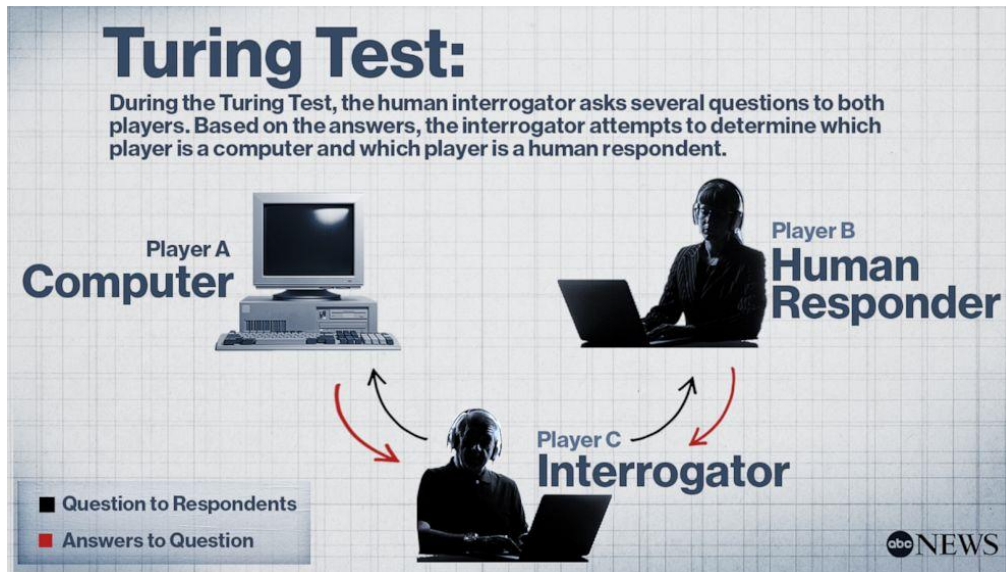 Turing Test:
During the Turing Test, the human interrogator asks several questions to both
players. Based on the answers, the interrogator attempts to determine which
player is a computer and which player is a human respondent.
Player A
Computer
Player B
Human
Responder
Player C
Interrogator
Question to Respondents
Answers to Question
abc NEWS